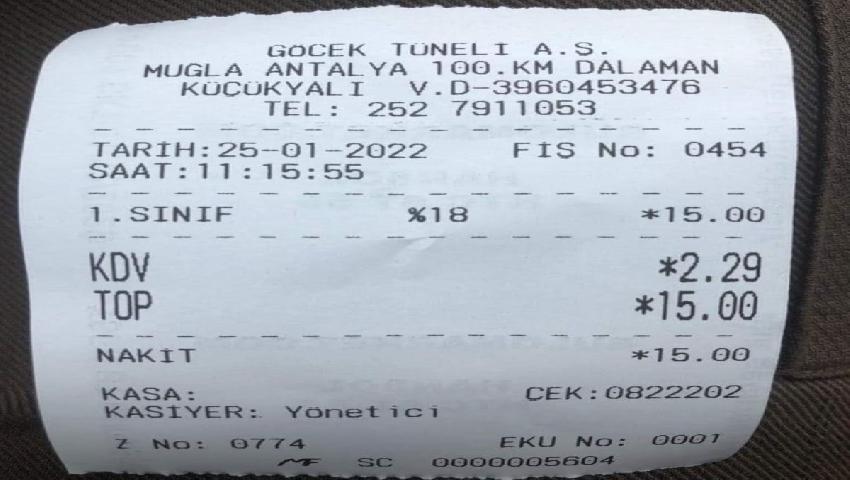 GÖCEK TÜNELİ A.Ş.
MUGLA ANTALYA 100.KM DALAMAN
KÜÇÜKYALI V.D-3960453476
TEL: 252 7911053
TARİH:25-01-2022 FİŞ No: 0454
SAAT:11:15:55
1.SINIF %18 *15.00
KDV *2.29
TOP *15.00
NAKİT *15.00
KASA: ÇEK:0822202
KASİYER: Yönetici
Z No: 0774 EKU No: 0001
MF SC 0000005604